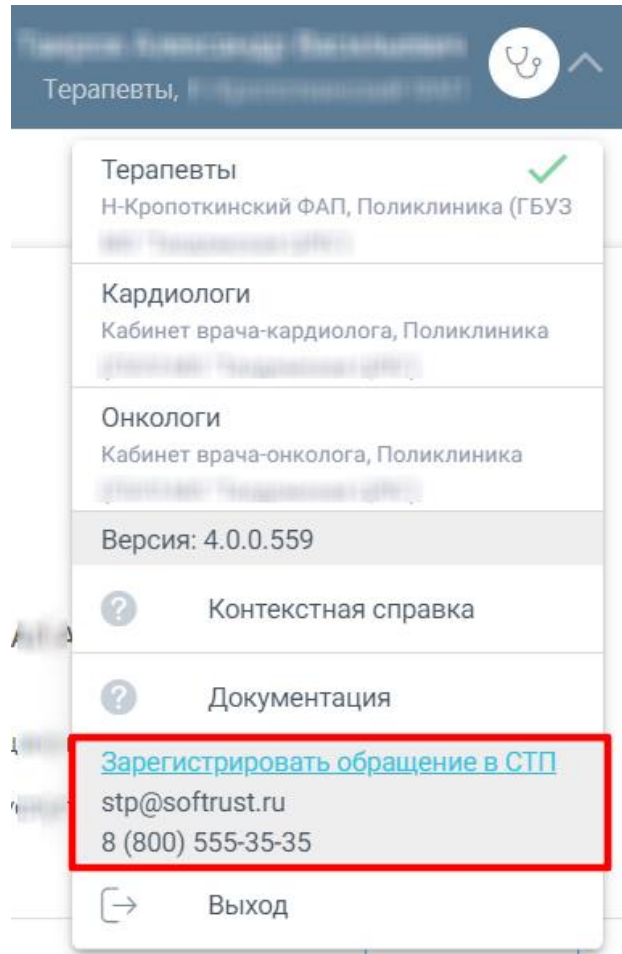 Терапевты,
Терапевты
Н-Кропоткинский ФАП, Поликлиника (ГБУЗ
Кардиологи
Кабинет врача-кардиолога, Поликлиника
Онкологи
Кабинет врача-онколога, Поликлиника
Версия: 4.0.0.559
Контекстная справка
Документация
Зарегистрировать обращение в СТП
stp@softrust.ru
8 (800) 555-35-35
Выход